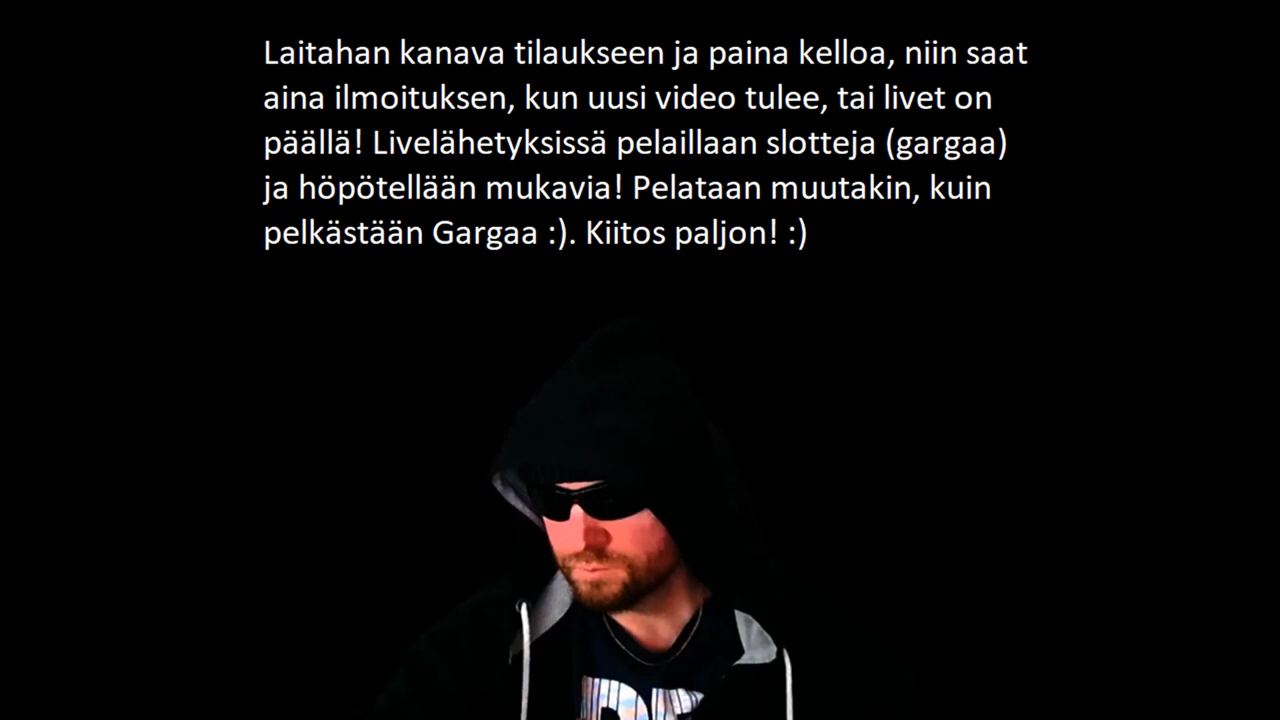 Laitahan kanava tilaukseen ja paina kelloa, niin saat
aina ilmoituksen, kun uusi video tulee, tai livet on
päällä! Livelähetyksissä pelaillaan slotteja (gargaa)
ja höpötellään mukavia! Pelataan muutakin, kuin
pelkästään Gargaa :). Kiitos paljon! :)